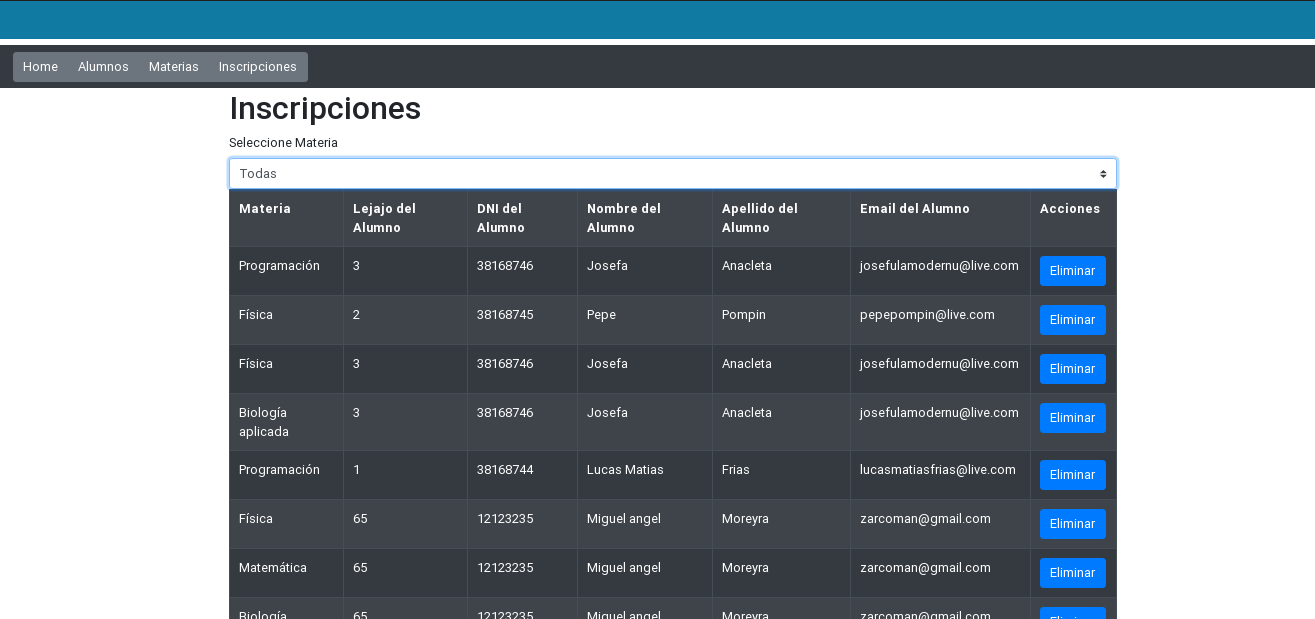 Home Alumnos Materias Inscripciones
Inscripciones
Seleccione Materia
Todas
Materia Lejajo del Alumno DNI del Alumno Nombre del Alumno Apellido del Alumno Email del Alumno Acciones
Programación 3 38168746 Josefa Anacleta josefulamodernu@live.com Eliminar
Física 2 38168745 Pepe Pompin pepepompin@live.com Eliminar
Física 3 38168746 Josefa Anacleta josefulamodernu@live.com Eliminar
Biología aplicada 3 38168746 Josefa Anacleta josefulamodernu@live.com Eliminar
Programación 1 38168744 Lucas Matias Frias lucasmatiasfrias@live.com Eliminar
Física 65 12123235 Miguel angel Moreyra zarcoman@gmail.com Eliminar
Matemática 65 12123235 Miguel angel Moreyra zarcoman@gmail.com Eliminar
Biología 65 12123235 Miguel angel Moreyra zarcoman@gmail.com Eliminar